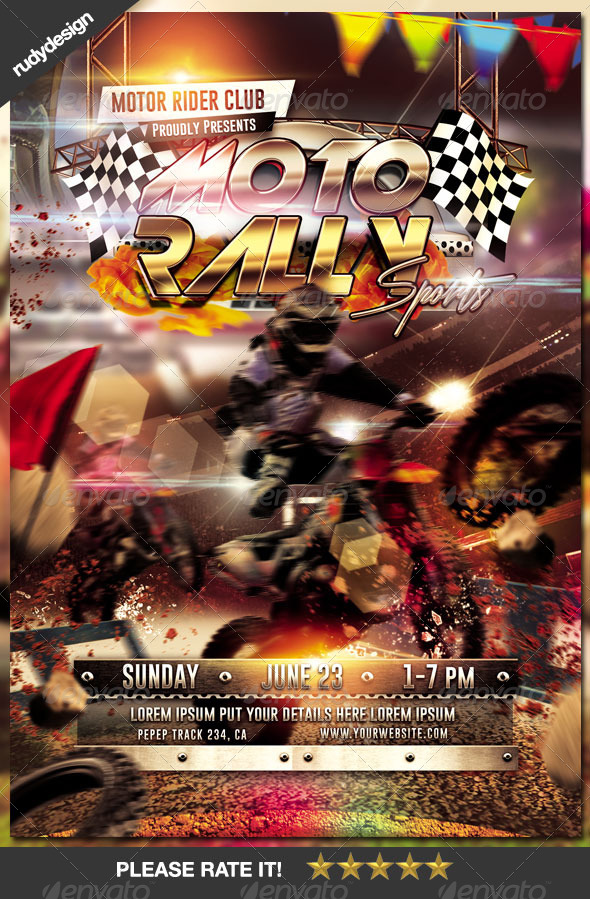 rudydesign
MOTOR RIDER CLUB
PROUDLY PRESENTS
MOTO
RALLY
Sports
SUNDAY JUNE 23 1-7 PM
LOREM IPSUM PUT YOUR DETAILS HERE LOREM IPSUM
PEPEP TRACK 234, CA WWW.YOURWEBSITE.COM
PLEASE RATE IT!
envato